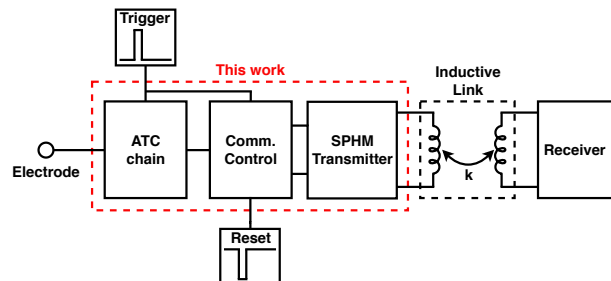 Trigger
This work
Inductive
Link
ATC
chain
Comm.
Control
SPHM
Transmitter
k
Receiver
Electrode
Reset